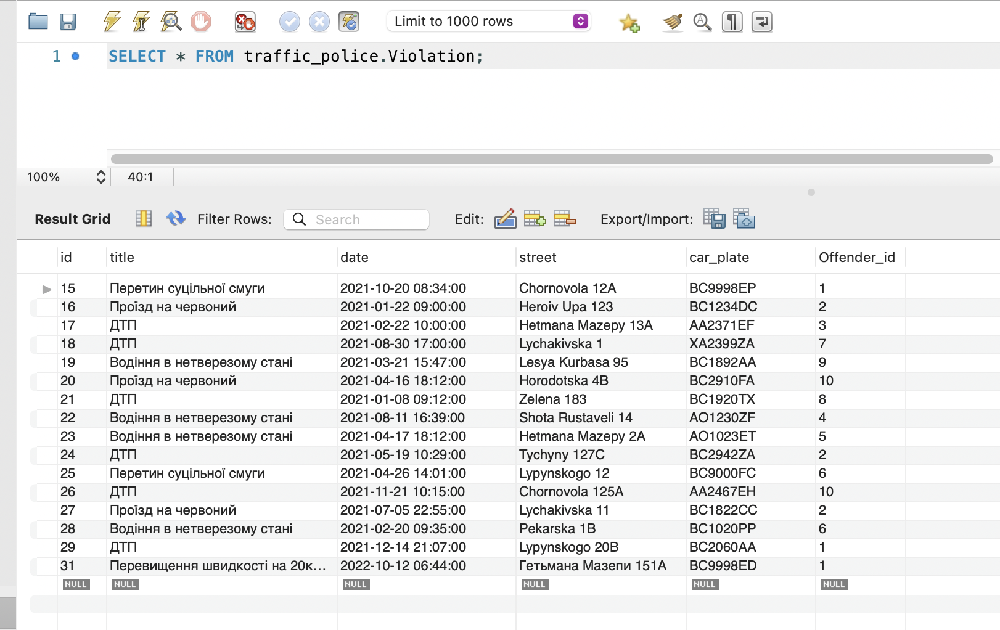 Limit to 1000 rows
1 SELECT * FROM traffic_police.Violation;
100% 40:1
Result Grid Filter Rows: Search Edit: Export/Import:
id title date street car_plate Offender_id
15 Перетин суцільної смуги 2021-10-20 08:34:00 Chornovola 12A BC9998EP 1
16 Проїзд на червоний 2021-01-22 09:00:00 Heroiv Upa 123 BC1234DC 2
17 ДТП 2021-02-22 10:00:00 Hetmana Mazepy 13A AA2371EF 3
18 ДТП 2021-08-30 17:00:00 Lychakivska 1 XA2399ZA 7
19 Водіння в нетверезому стані 2021-03-21 15:47:00 Lesya Kurbasa 95 BC1892AA 9
20 Проїзд на червоний 2021-04-16 18:12:00 Horodotska 4B BC2910FA 10
21 ДТП 2021-01-08 09:12:00 Zelena 183 BC1920TX 8
22 Водіння в нетверезому стані 2021-08-11 16:39:00 Shota Rustaveli 14 AO1230ZF 4
23 Водіння в нетверезому стані 2021-04-17 18:12:00 Hetmana Mazepy 2A AO1023ET 5
24 ДТП 2021-05-19 10:29:00 Tychyny 127C BC2942ZA 2
25 Перетин суцільної смуги 2021-04-26 14:01:00 Lypynskogo 12 BC9000FC 6
26 ДТП 2021-11-21 10:15:00 Chornovola 125A AA2467EH 10
27 Проїзд на червоний 2021-07-05 22:55:00 Lychakivska 11 BC1822CC 2
28 Водіння в нетверезому стані 2021-02-20 09:35:00 Pekarska 1B BC1020PP 6
29 ДТП 2021-12-14 21:07:00 Lypynskogo 20B BC2060AA 1
31 Перевищення швидкості на 20к... 2022-10-12 06:44:00 Гетьмана Мазепи 151А BC9998ED 1
NULL NULL NULL NULL NULL NULL